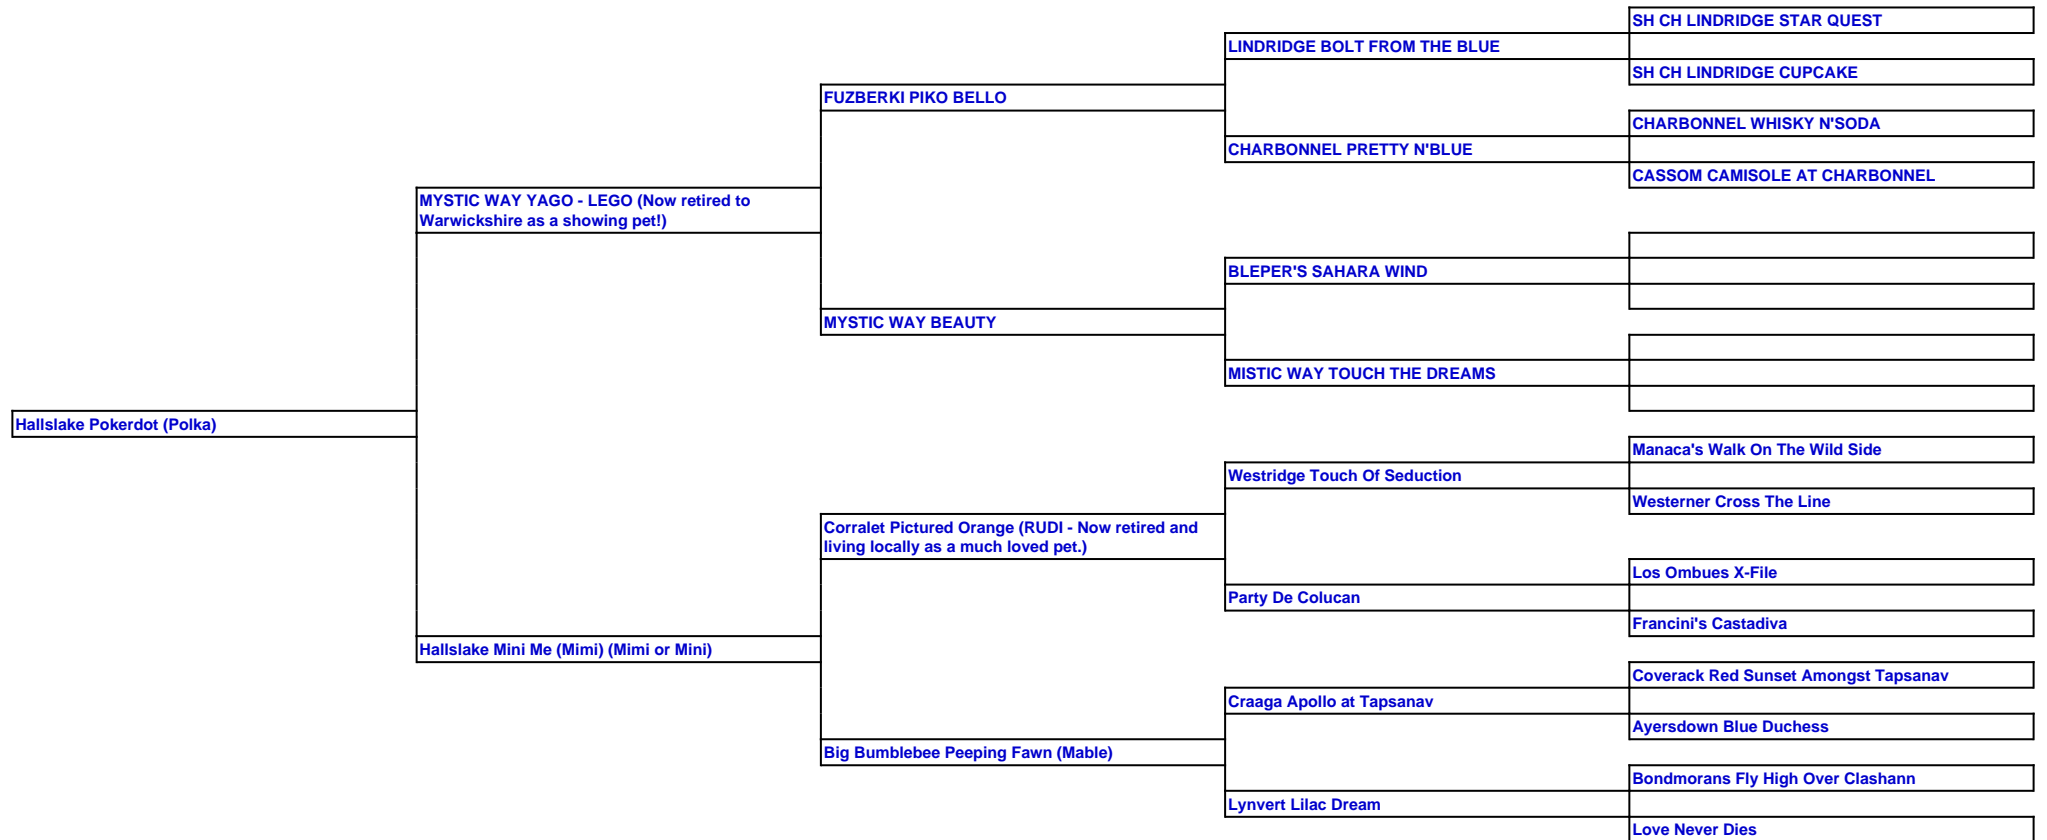 SH CH LINDRIDGE STAR QUEST
LINDRIDGE BOLT FROM THE BLUE
SH CH LINDRIDGE CUPCAKE
FUZBERKI PIKO BELLO
CHARBONNEL WHISKY N'SODA
CHARBONNEL PRETTY N'BLUE
CASSOM CAMISOLE AT CHARBONNEL
MYSTIC WAY YAGO - LEGO (Now retired to
Warwickshire as a showing pet!)
BLEPER'S SAHARA WIND
MYSTIC WAY BEAUTY
MISTIC WAY TOUCH THE DREAMS
Hallslake Pokerdot (Polka)
Manaca's Walk On The Wild Side
Westridge Touch Of Seduction
Westerner Cross The Line
Corralet Pictured Orange (RUDI - Now retired and
living locally as a much loved pet.)
Los Ombues X-File
Party De Colucan
Francini's Castadiva
Hallslake Mini Me (Mimi) (Mimi or Mini)
Coverack Red Sunset Amongst Tapsanav
Craaga Apollo at Tapsanav
Ayersdown Blue Duchess
Big Bumblebee Peeping Fawn (Mable)
Bondmorans Fly High Over Clashann
Lynvert Lilac Dream
Love Never Dies